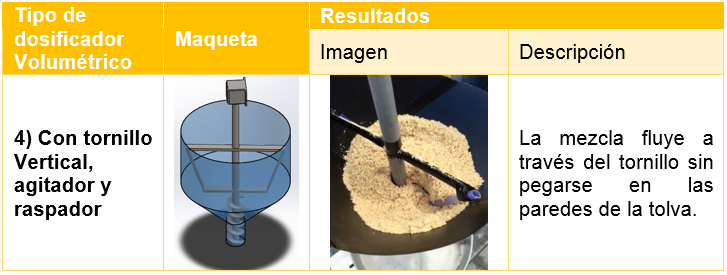 Tipo de
dosificador
Volumétrico
Maqueta
Resultados
Imagen
Descripción
4) Con tornillo
Vertical,
agitador y
raspador
La mezcla fluye a
través del tornillo sin
pegarse en las
paredes de la tolva.